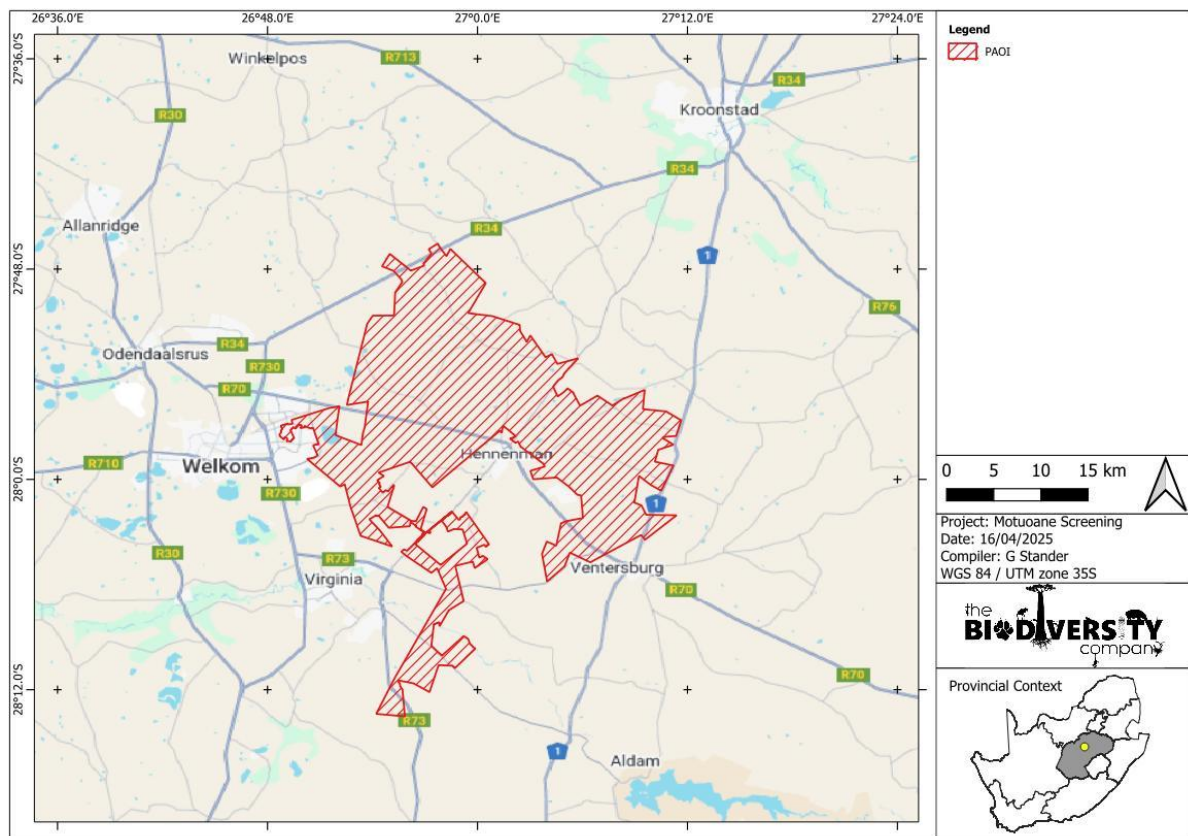 26°36.0'E 26°48.0'E 27°0.0'E 27°12.0'E 27°24.0'E
27°36.0'S
27°48.0'S
28°0.0'S
28°12.0'S
Winkelpos
R713
R30
R34
Kroonstad
R34
Allanridge
R34
1
R76
Odendaalsrus
R34
R730
R70
Welkom
R710
Hennenman
R730
1
R30
R73
Virginia
Ventersburg
R70
R70
R73
1
Aldam
Legend
PAOI
0 5 10 15 km
Project: Motuoane Screening
Date: 16/04/2025
Compiler: G Stander
WGS 84 / UTM zone 35S
the
BIODIVERSITY
company
Provincial Context